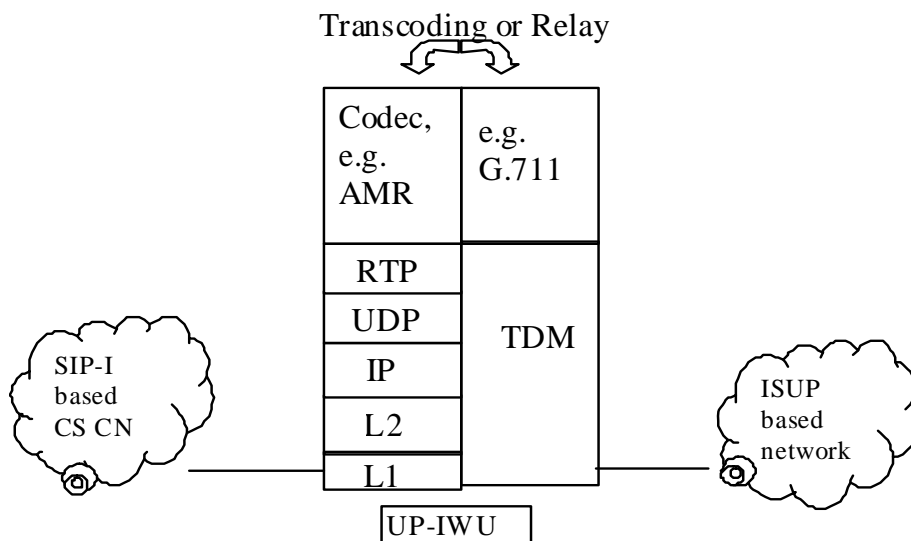 Transcoding or Relay
Codec,
e.g.
AMR
e.g.
G.711
RTP
UDP
IP
L2
L1
TDM
SIP-I
based
CS CN
ISUP
based
network
UP-IWU